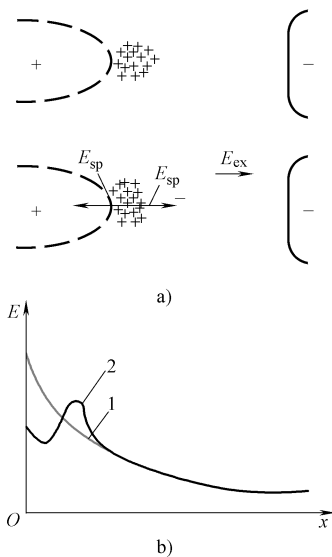 + −
E_sp E_ex
+ E_sp − −
a)
E
2
1
O x
b)